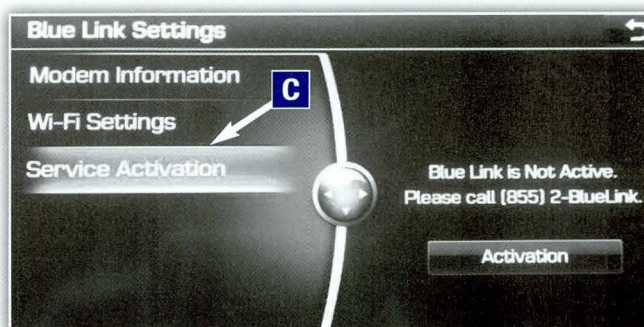 Blue Link Settings
Modem Information
C
Wi-Fi Settings
Service Activation
Blue Link is Not Active.
Please call (855) 2-BlueLink.
Activation